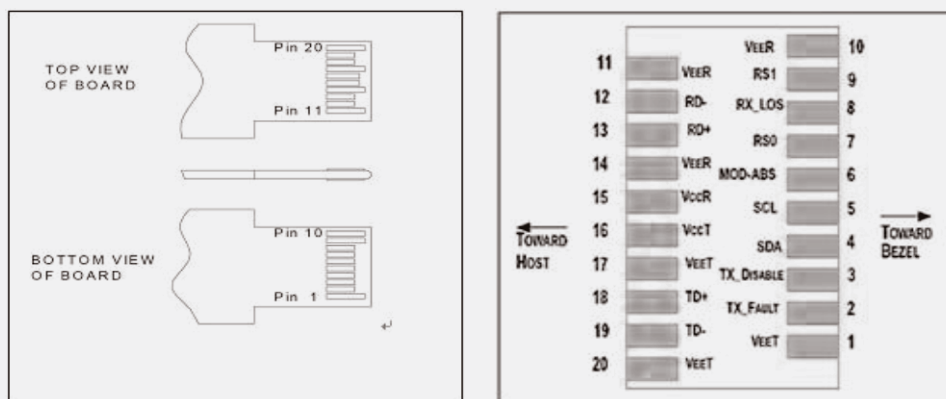 Pin 20
TOP VIEW
OF BOARD
Pin 11
Pin 10
BOTTOM VIEW
OF BOARD
Pin 1
↵
VEER 10
11 VEER
RS1 9
12 RD-
RX_LOS 8
13 RD+
RS0 7
14 VEER
MOD-ABS 6
15 VCCR
SCL 5
16 VCCT
TOWARD
HOST
TOWARD
BEZEL
SDA 4
17 VEET
TX_DISABLE 3
18 TD+
TX_FAULT 2
19 TD-
VEET 1
20 VEET